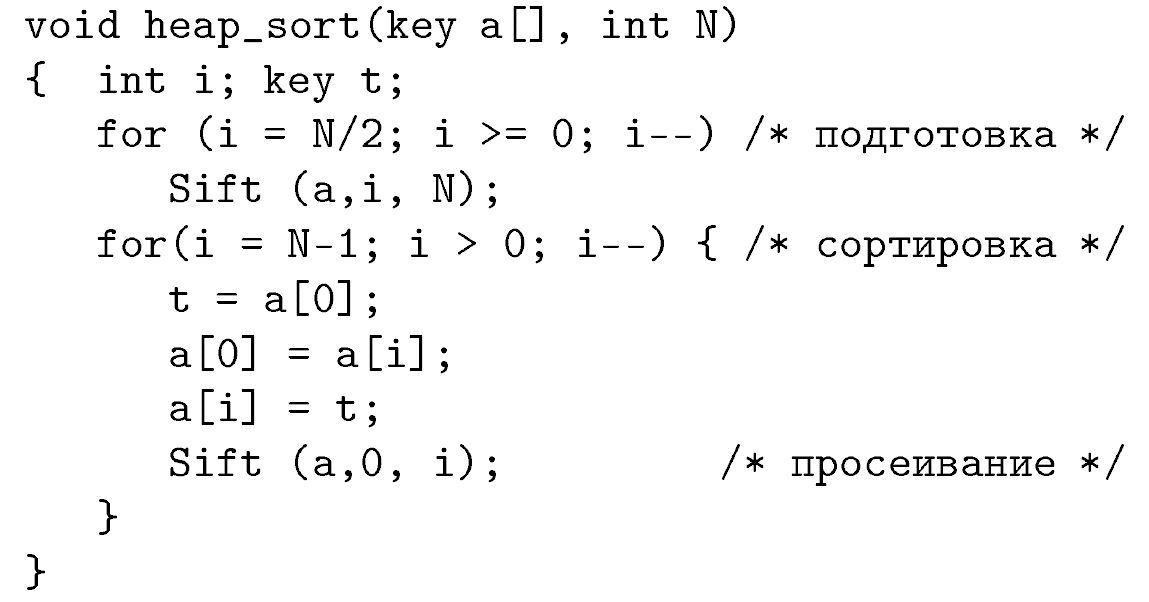 void heap_sort(key a[], int N)
{  int i; key t;
   for (i = N/2; i >= 0; i--) /* подготовка */
      Sift (a,i, N);
   for(i = N-1; i > 0; i--) { /* сортировка */
      t = a[0];
      a[0] = a[i];
      a[i] = t;
      Sift (a,0, i);         /* просеивание */
   }
}